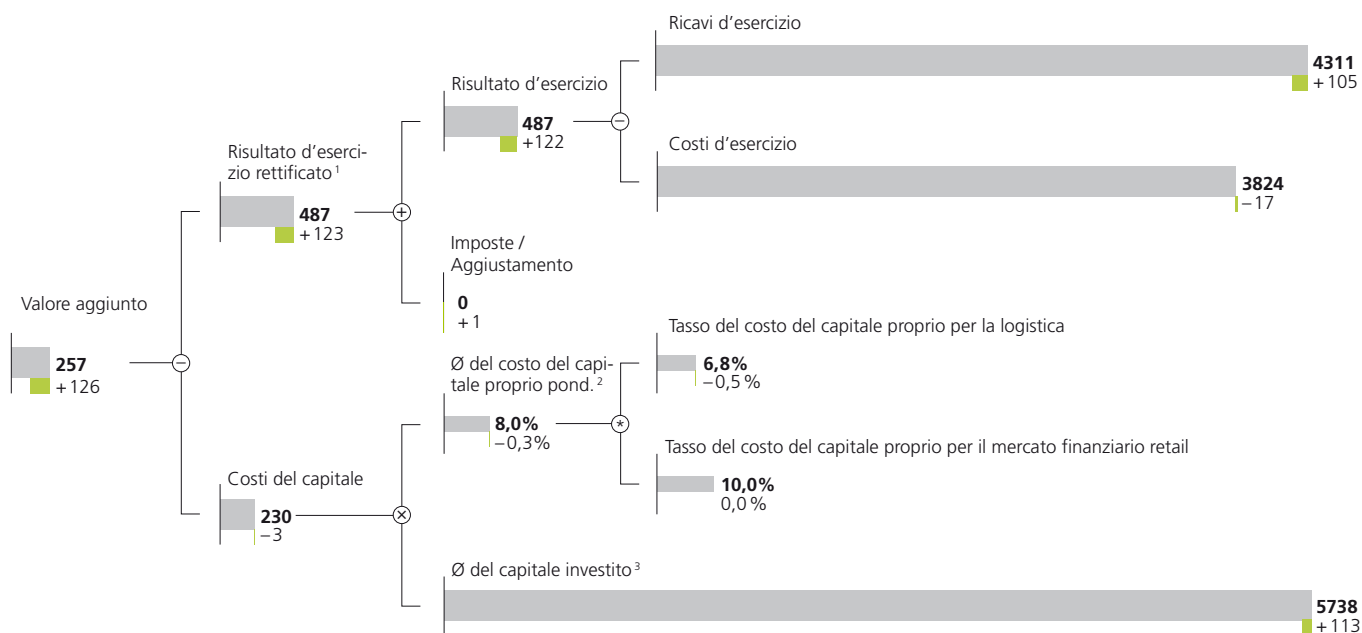 Ricavi d'esercizio
4311
+105
Risultato d'esercizio
487
+122
Costi d'esercizio
3824
–17
Risultato d'eserci-
zio rettificato 1
487
+123
Imposte /
Aggiustamento
0
+1
Valore aggiunto
257
+126
Tasso del costo del capitale proprio per la logistica
6,8%
–0,5 %
Ø del costo del capi-
tale proprio pond. 2
8,0%
–0,3%
Tasso del costo del capitale proprio per il mercato finanziario retail
10,0%
0,0 %
Costi del capitale
230
–3
Ø del capitale investito 3
5738
+113